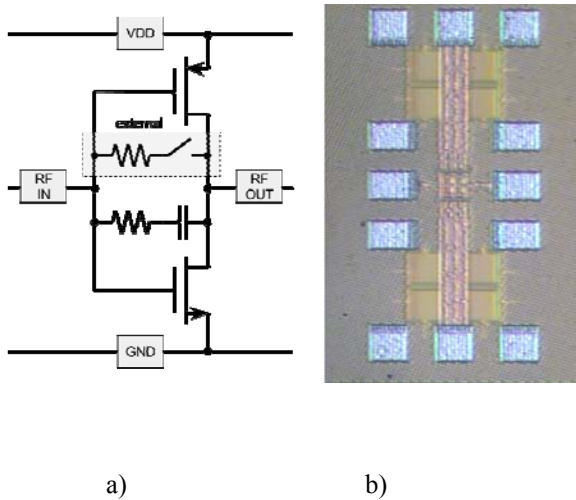 VDD
external
RF
IN
RF
OUT
GND
a) b)